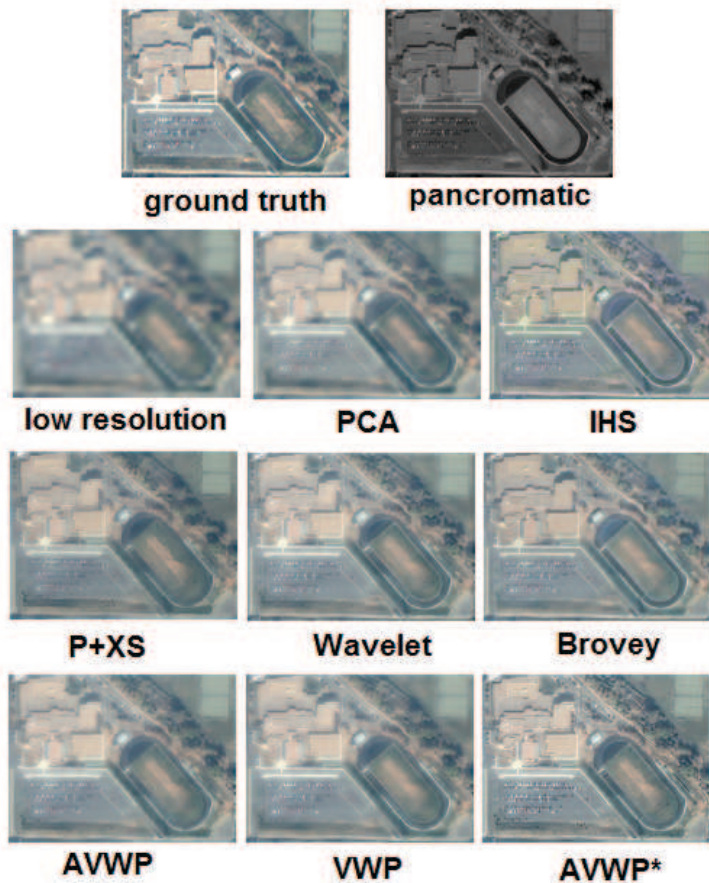 ground truth
pancromatic
low resolution
PCA
IHS
P+XS
Wavelet
Brovey
AVWP
VWP
AVWP*